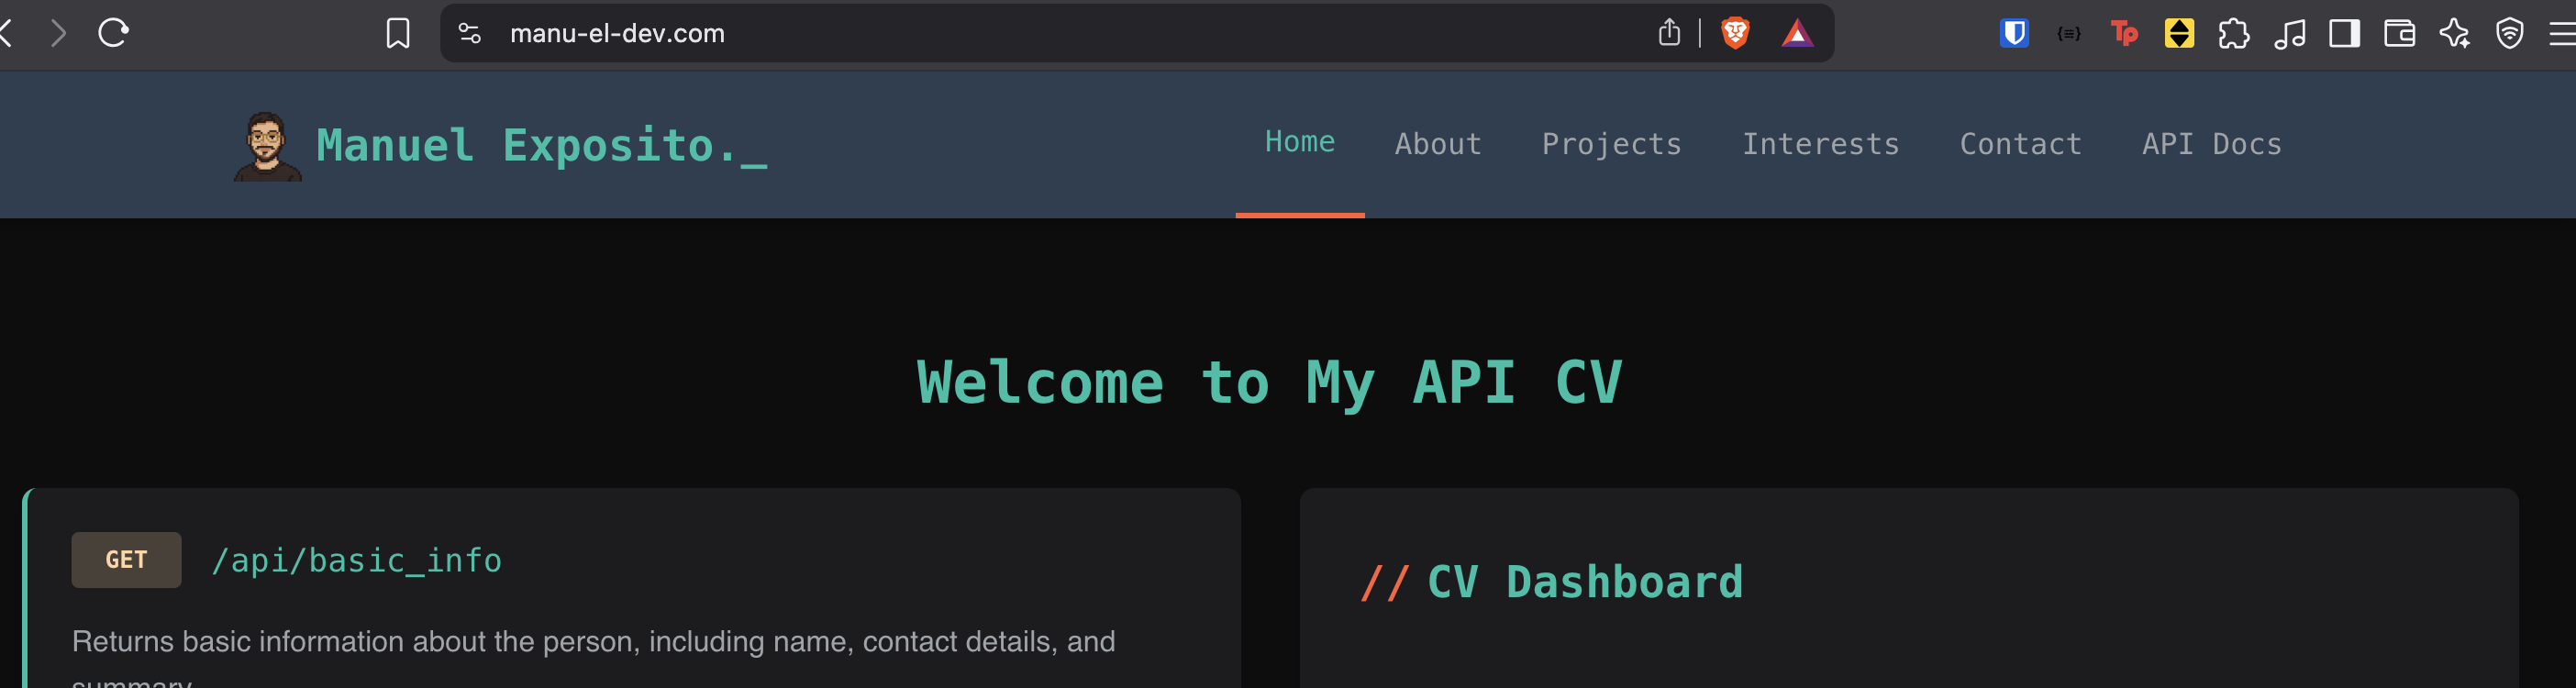 manu-el-dev.com
Manuel Exposito._
Home About Projects Interests Contact API Docs
Welcome to My API CV
GET /api/basic_info
Returns basic information about the person, including name, contact details, and
summary
// CV Dashboard